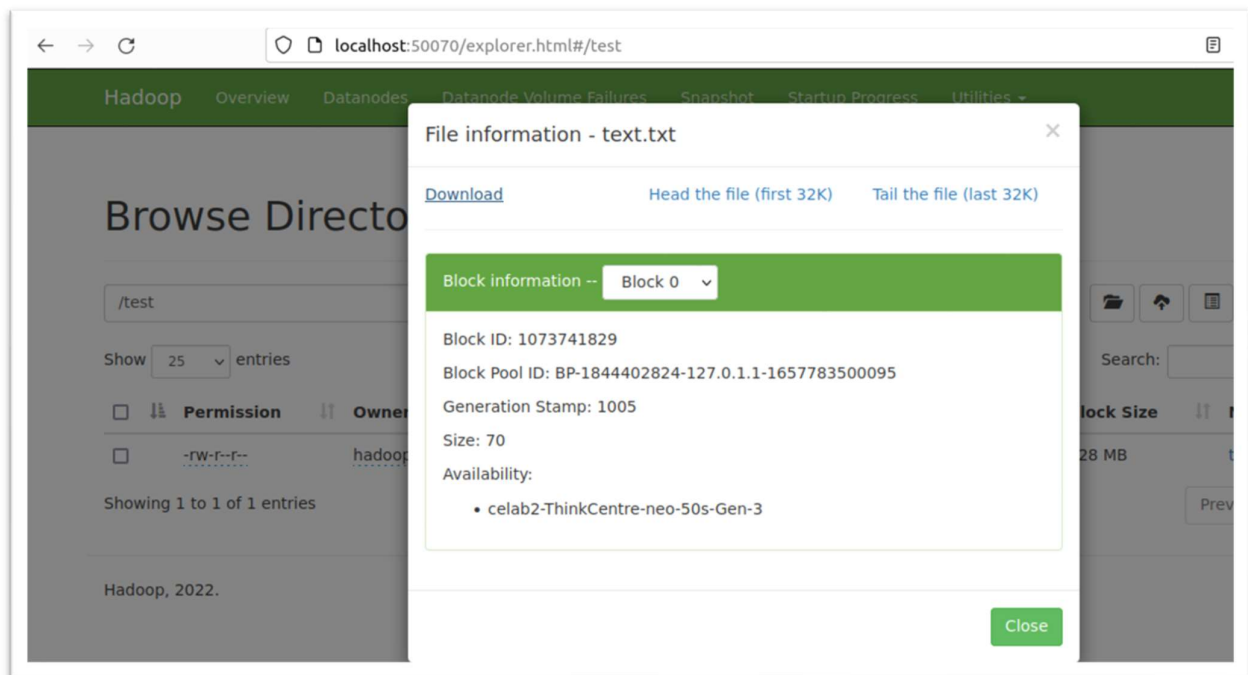 localhost:50070/explorer.html#/test
Hadoop Overview Datanodes Datanode Volume Failures Snapshot Startup Progress Utilities
File information - text.txt
Download Head the file (first 32K) Tail the file (last 32K)
Browse Directo
Block information -- Block 0
/test
Block ID: 1073741829
Show 25 entries
Search:
Block Pool ID: BP-1844402824-127.0.1.1-1657783500095
Permission Owner
Generation Stamp: 1005
lock Size
Size: 70
-rw-r--r-- hadoop
28 MB
Availability:
celab2-ThinkCentre-neo-50s-Gen-3
Showing 1 to 1 of 1 entries
Prev
Hadoop, 2022.
Close